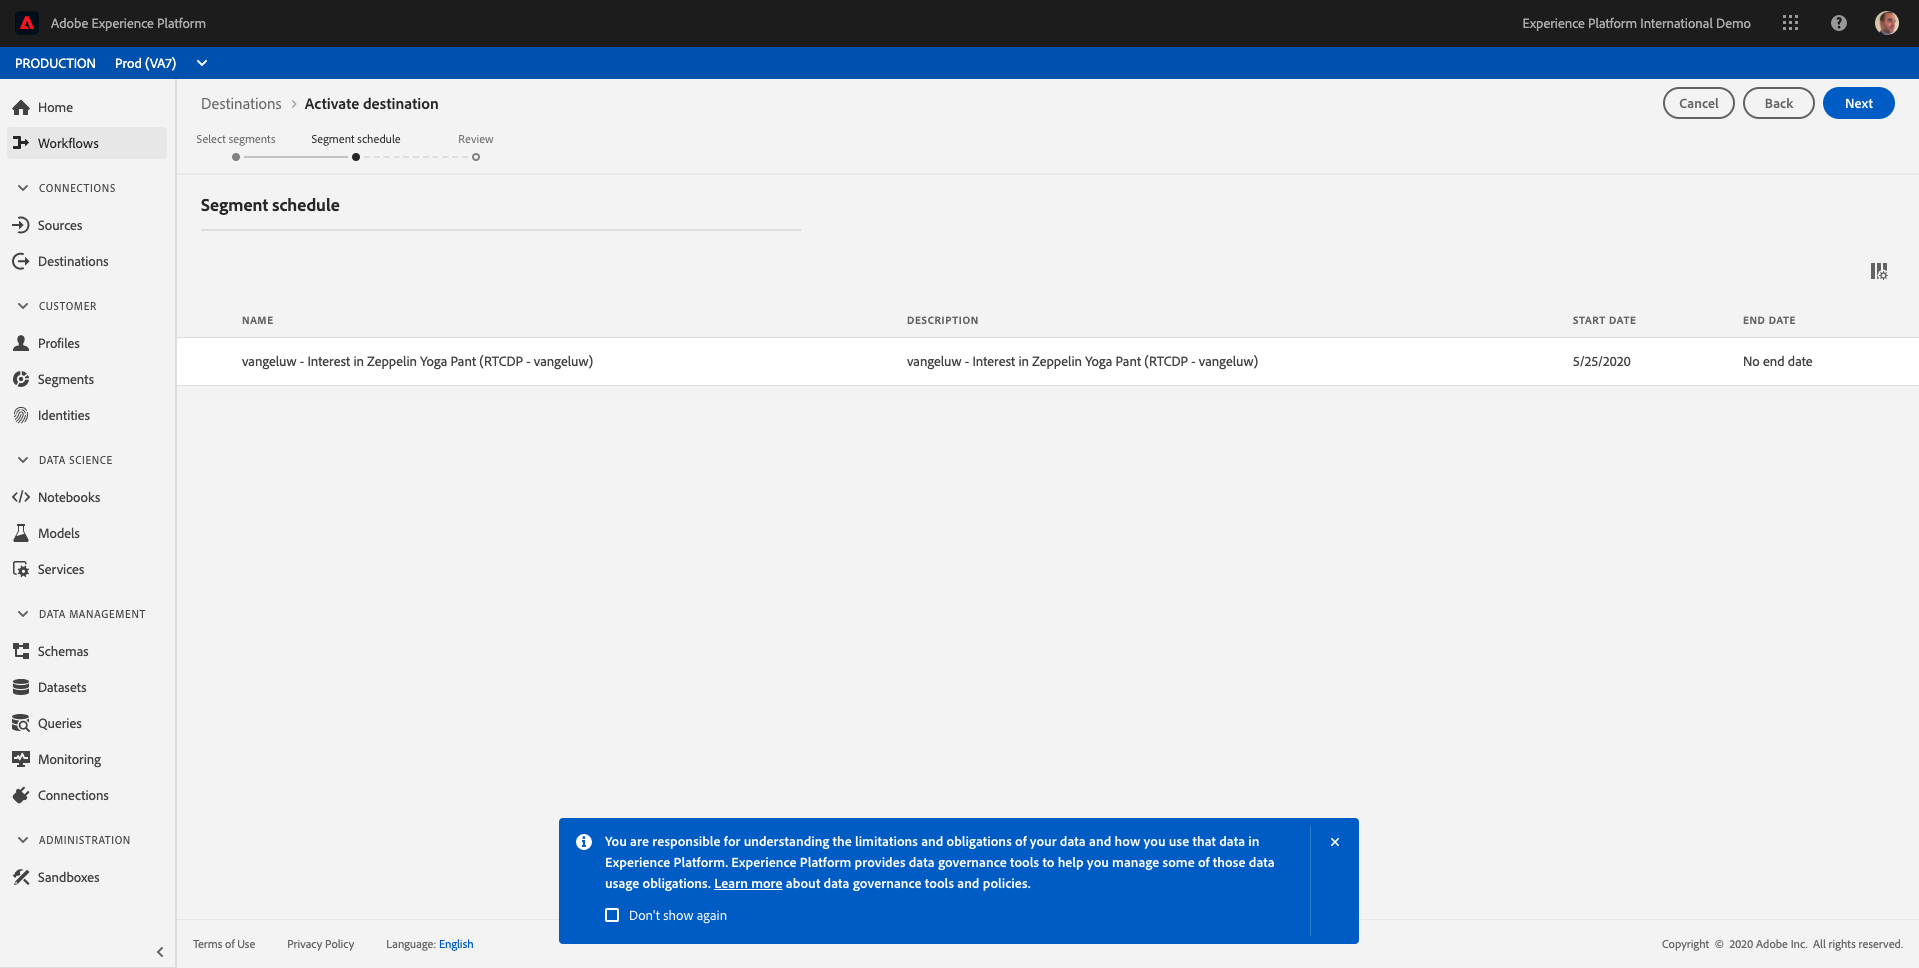 Adobe Experience Platform
Experience Platform International Demo
PRODUCTION Prod (VA7)
Home
Workflows
CONNECTIONS
Sources
Destinations
CUSTOMER
Profiles
Segments
Identities
DATA SCIENCE
Notebooks
Models
Services
DATA MANAGEMENT
Schemas
Datasets
Queries
Monitoring
Connections
ADMINISTRATION
Sandboxes
Destinations > Activate destination
Cancel Back Next
Select segments Segment schedule Review
Segment schedule
NAME DESCRIPTION START DATE END DATE
vangeluw - Interest in Zeppelin Yoga Pant (RTCDP - vangeluw) vangeluw - Interest in Zeppelin Yoga Pant (RTCDP - vangeluw) 5/25/2020 No end date
You are responsible for understanding the limitations and obligations of your data and how you use that data in
Experience Platform. Experience Platform provides data governance tools to help you manage some of those data
usage obligations. Learn more about data governance tools and policies.
Don't show again
Terms of Use Privacy Policy Language: English
Copyright © 2020 Adobe Inc. All rights reserved.